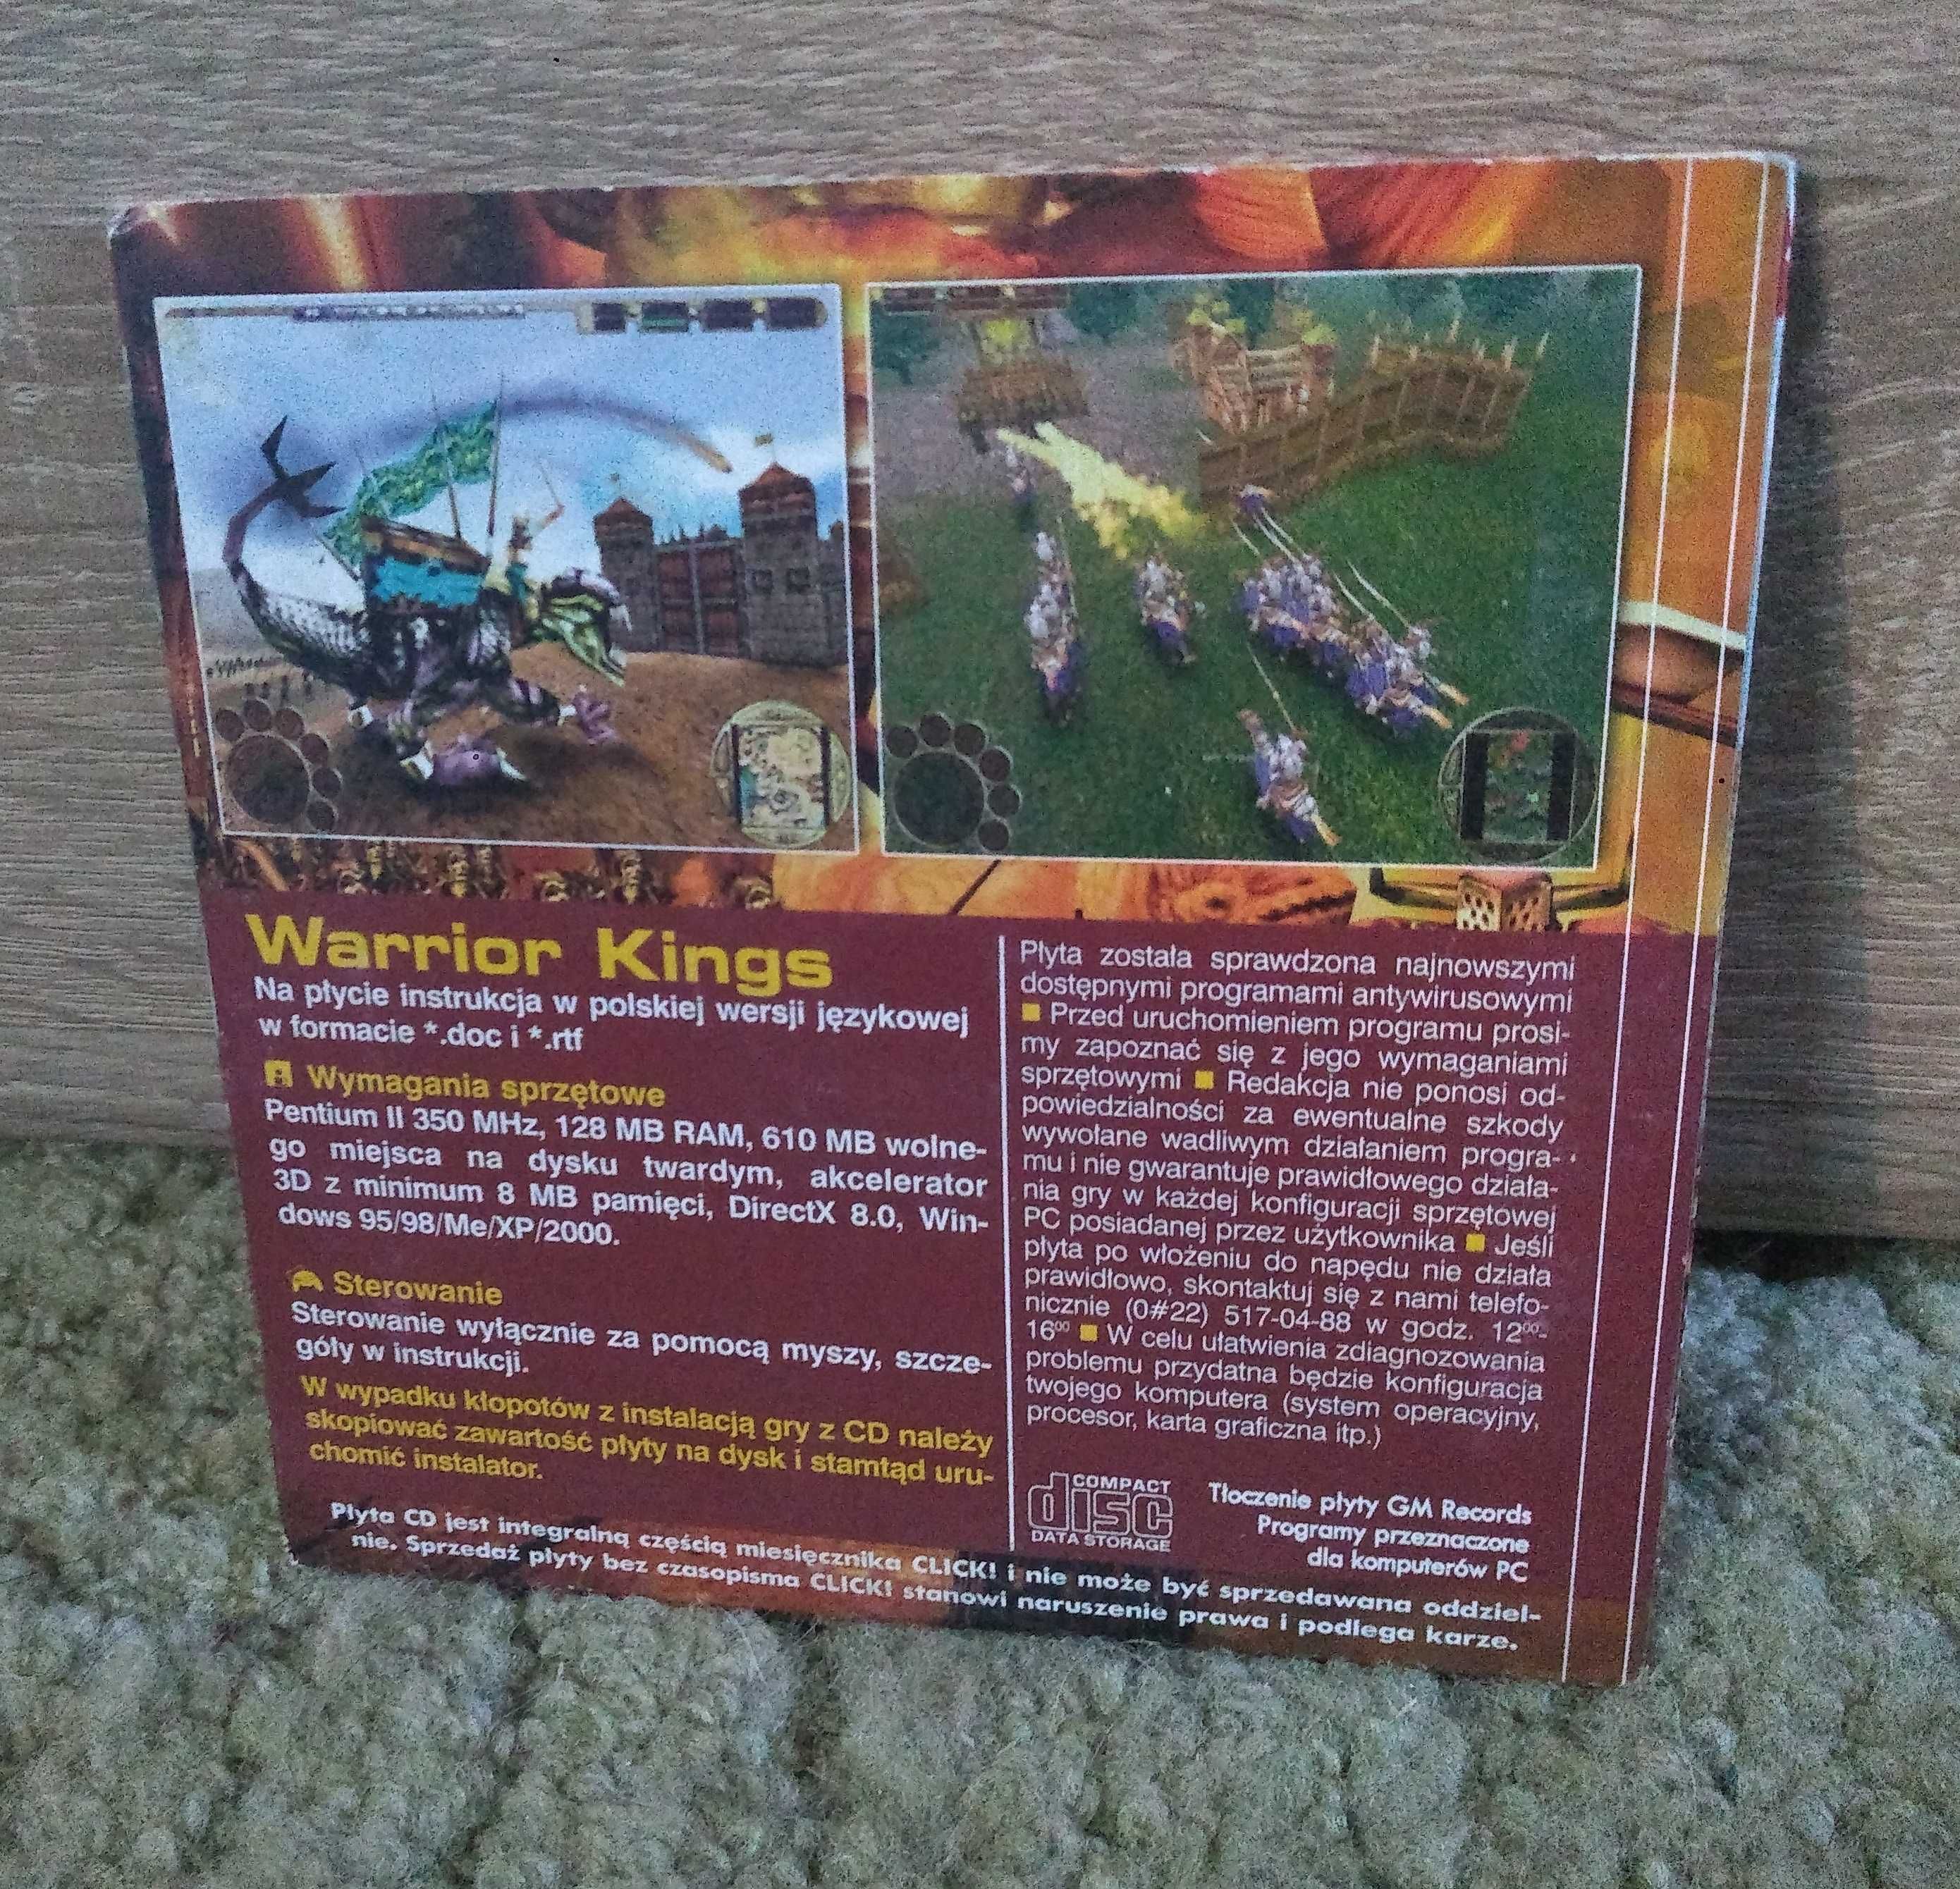 Warrior Kings
Na płycie instrukcja w polskiej wersji językowej
w formacie *.doc i *.rtf
Wymagania sprzętowe
Pentium II 350 MHz, 128 MB RAM, 610 MB wolne-
go miejsca na dysku twardym, akcelerator
3D z minimum 8 MB pamięci, DirectX 8.0, Win-
dows 95/98/Me/XP/2000.
Sterowanie
Sterowanie wyłącznie za pomocą myszy, szcze-
góły w instrukcji.
W wypadku kłopotów z instalacją gry z CD należy
skopiować zawartość płyty na dysk i stamtąd uru-
chomić instalator.
Płyta została sprawdzona najnowszymi
dostępnymi programami antywirusowymi
■ Przed uruchomieniem programu prosi-
my zapoznać się z jego wymaganiami
sprzętowymi ■ Redakcja nie ponosi od-
powiedzialności za ewentualne szkody
wywołane wadliwym działaniem progra-
mu i nie gwarantuje prawidłowego działa-
nia gry w każdej konfiguracji sprzętowej
PC posiadanej przez użytkownika ■ Jeśli
płyta po włożeniu do napędu nie działa
prawidłowo, skontaktuj się z nami telefo-
nicznie (0#22) 517-04-88 w godz. 12⁰⁰-
16⁰⁰ ■ W celu ułatwienia zdiagnozowania
problemu przydatna będzie konfiguracja
twojego komputera (system operacyjny,
procesor, karta graficzna itp.)
COMPACT
disc
DATA STORAGE
Tłoczenie płyty GM Records
Programy przeznaczone
dla komputerów PC
Płyta CD jest integralną częścią miesięcznika CLICK! i nie może być sprzedawana oddziel-
nie. Sprzedaż płyty bez czasopisma CLICK! stanowi naruszenie prawa i podlega karze.